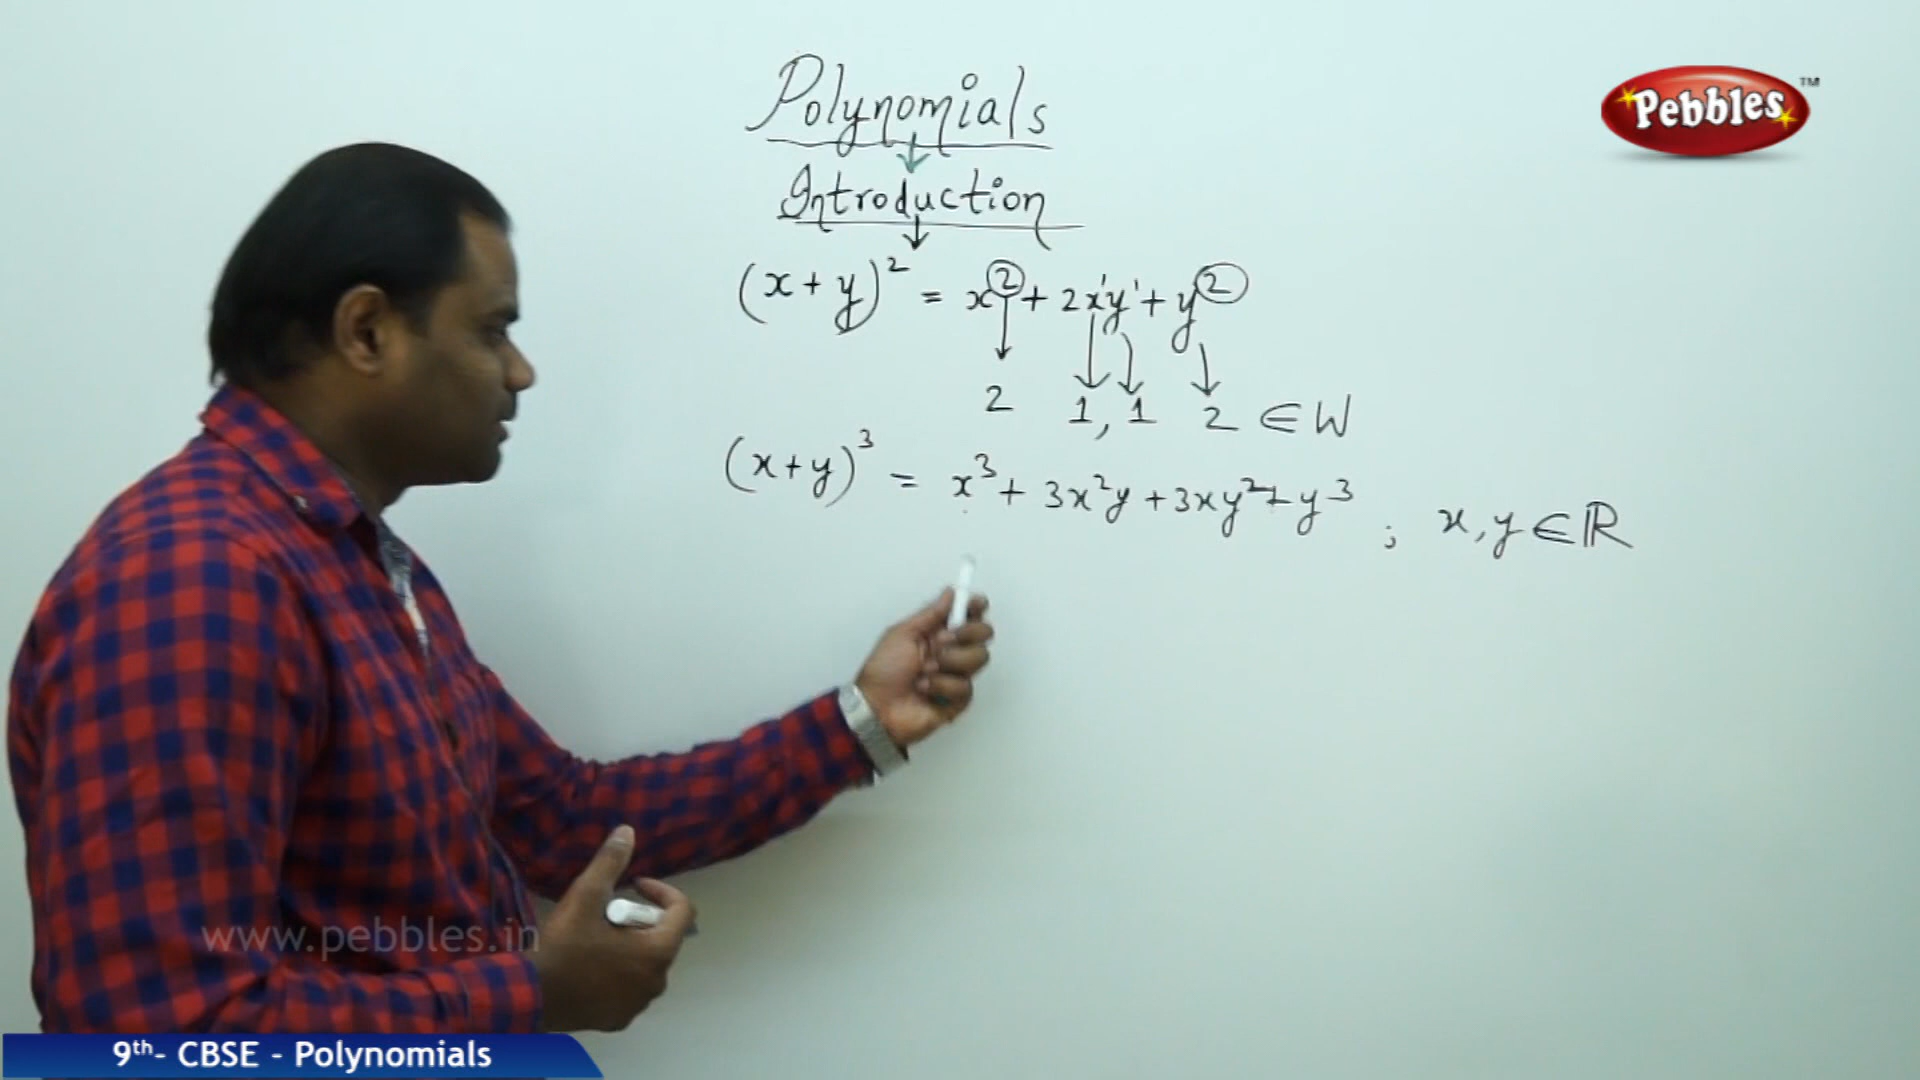 Polynomials
Pebbles™
Introduction
(x+y)² = x² + 2x'y' + y²
2 1, 1 2 ∈ W
(x+y)³ = x³ + 3x²y + 3xy² + y³ ; x, y ∈ ℝ
www.pebbles.in
9th- CBSE - Polynomials